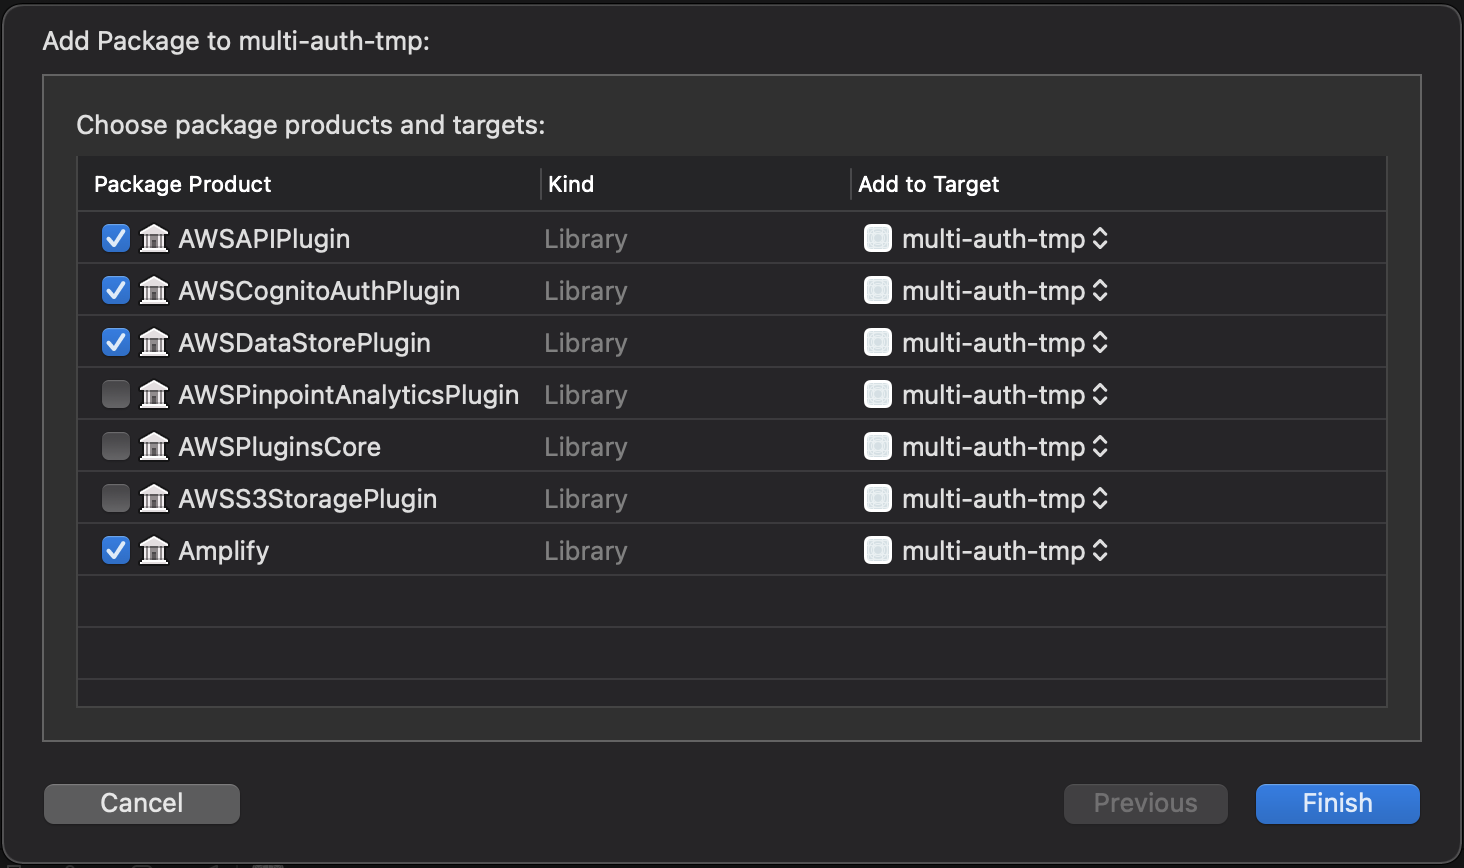 Add Package to multi-auth-tmp:
Choose package products and targets:
Package Product Kind Add to Target
AWSAPIPlugin Library multi-auth-tmp
AWSCognitoAuthPlugin Library multi-auth-tmp
AWSDataStorePlugin Library multi-auth-tmp
AWSPinpointAnalyticsPlugin Library multi-auth-tmp
AWSPluginsCore Library multi-auth-tmp
AWSS3StoragePlugin Library multi-auth-tmp
Amplify Library multi-auth-tmp
Cancel Previous Finish